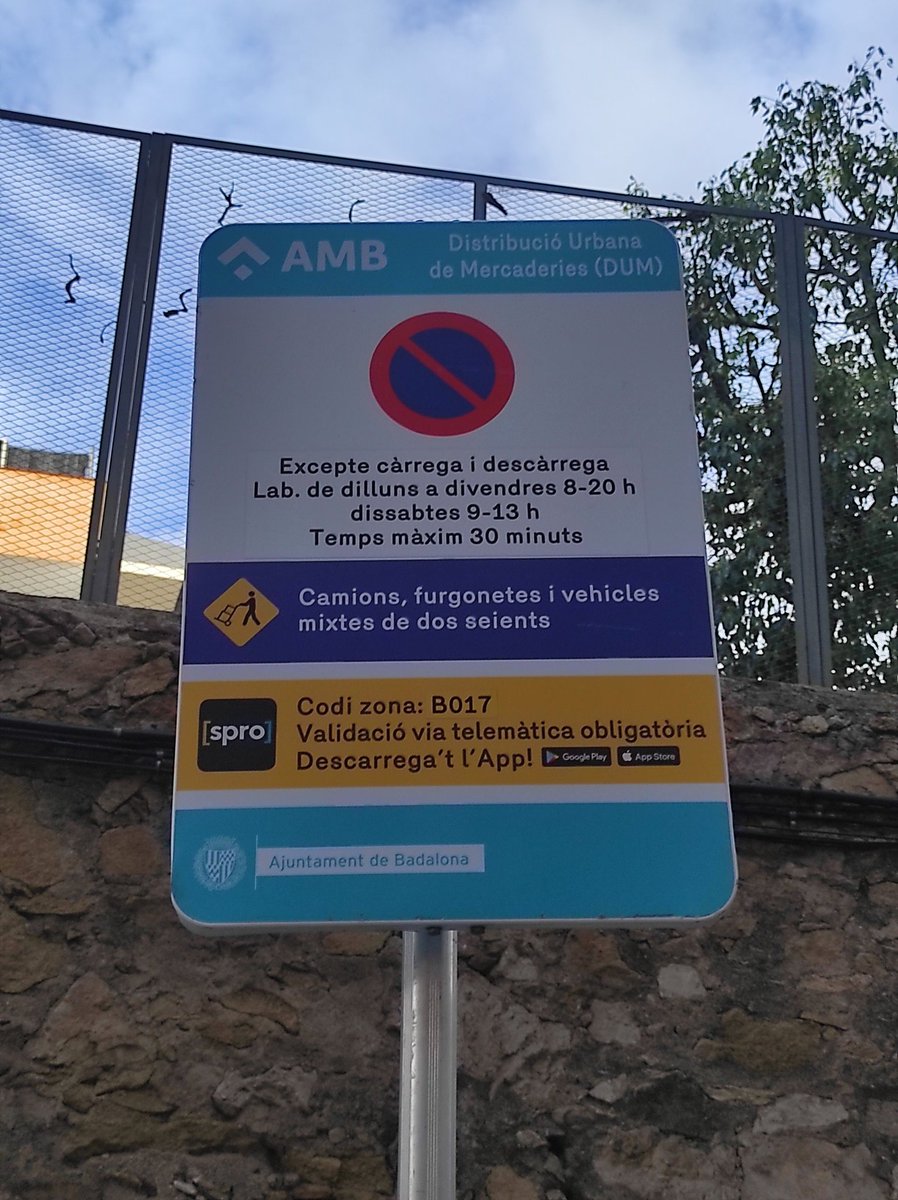 AMB
Distribució Urbana
de Mercaderies (DUM)
Excepte càrrega i descàrrega
Lab. de dilluns a divendres 8-20 h
dissabtes 9-13 h
Temps màxim 30 minuts
Camions, furgonetes i vehicles
mixtes de dos seients
[spro]
Codi zona: B017
Validació via telemàtica obligatòria
Descarrega't l'App! Google Play App Store
Ajuntament de Badalona